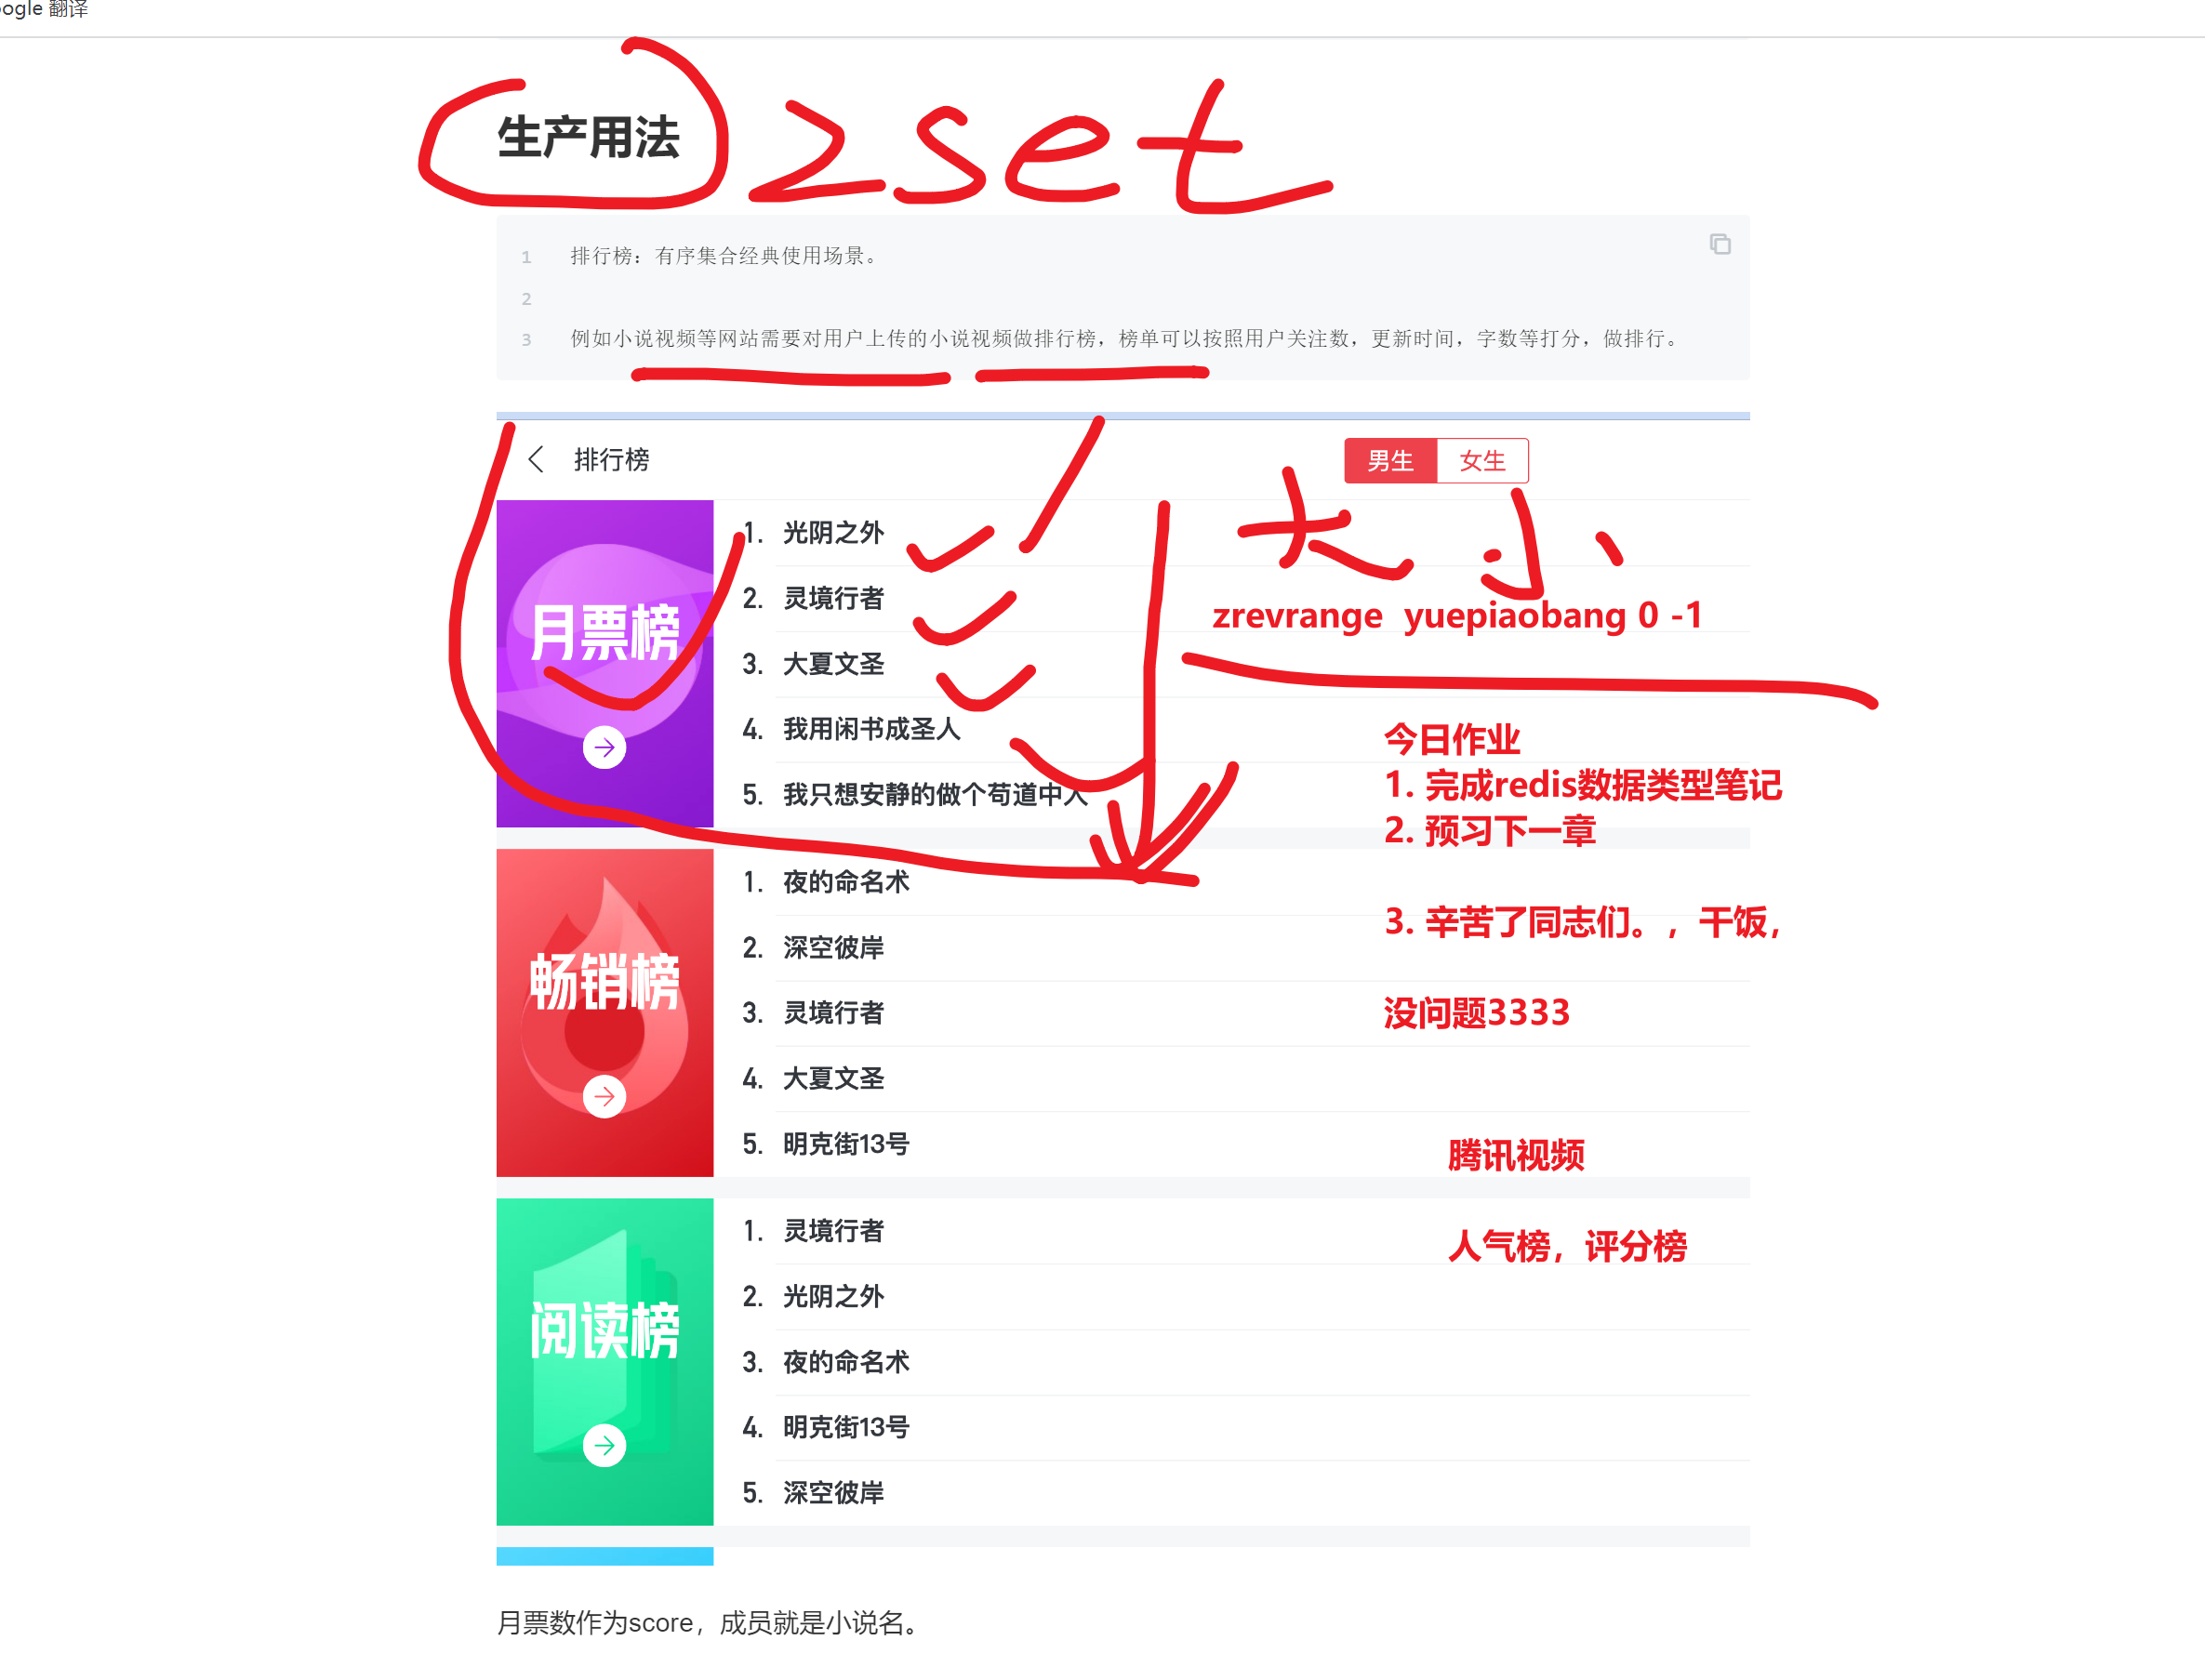 oogle 翻译
生产用法
zset
1 排行榜：有序集合经典使用场景。
2
3 例如小说视频等网站需要对用户上传的小说视频做排行榜，榜单可以按照用户关注数，更新时间，字数等打分，做排行。
排行榜
男生 女生
大 小
月票榜
1. 光阴之外
2. 灵境行者
3. 大夏文圣
4. 我用闲书成圣人
5. 我只想安静的做个苟道中人
zrevrange yuepiaobang 0 -1
今日作业
1. 完成redis数据类型笔记
2. 预习下一章
3. 辛苦了同志们。，干饭，
没问题3333
畅销榜
1. 夜的命名术
2. 深空彼岸
3. 灵境行者
4. 大夏文圣
5. 明克街13号
腾讯视频
人气榜，评分榜
阅读榜
1. 灵境行者
2. 光阴之外
3. 夜的命名术
4. 明克街13号
5. 深空彼岸
月票数作为score，成员就是小说名。